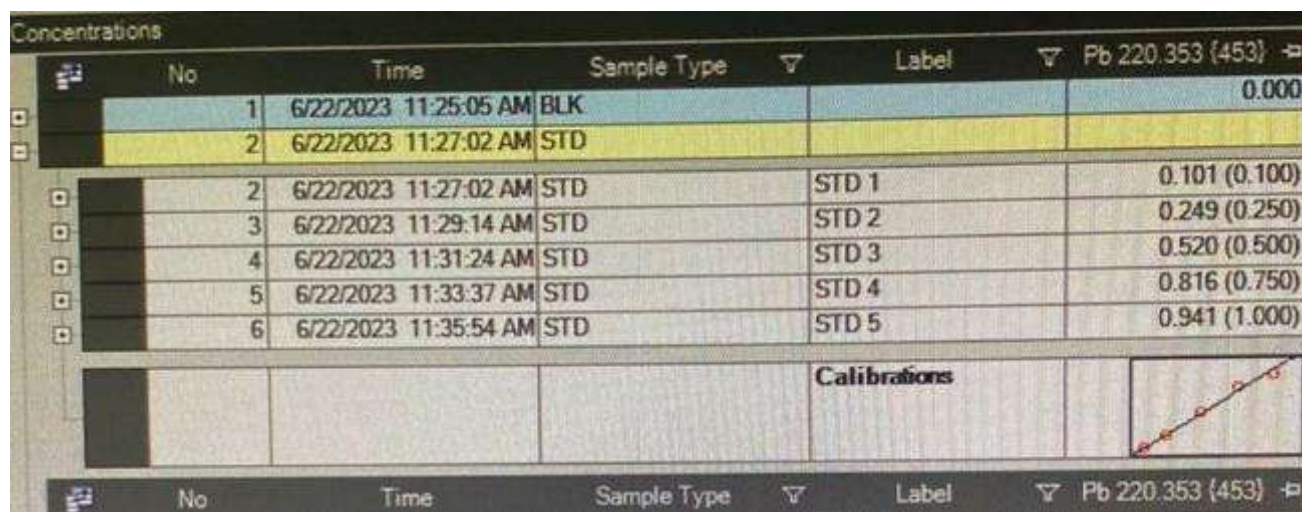 Concentrations
No Time Sample Type Label Pb 220.353 {453}
1 6/22/2023 11:25:05 AM BLK 0.000
2 6/22/2023 11:27:02 AM STD
2 6/22/2023 11:27:02 AM STD STD 1 0.101 (0.100)
3 6/22/2023 11:29:14 AM STD STD 2 0.249 (0.250)
4 6/22/2023 11:31:24 AM STD STD 3 0.520 (0.500)
5 6/22/2023 11:33:37 AM STD STD 4 0.816 (0.750)
6 6/22/2023 11:35:54 AM STD STD 5 0.941 (1.000)
Calibrations
No Time Sample Type Label Pb 220.353 {453}